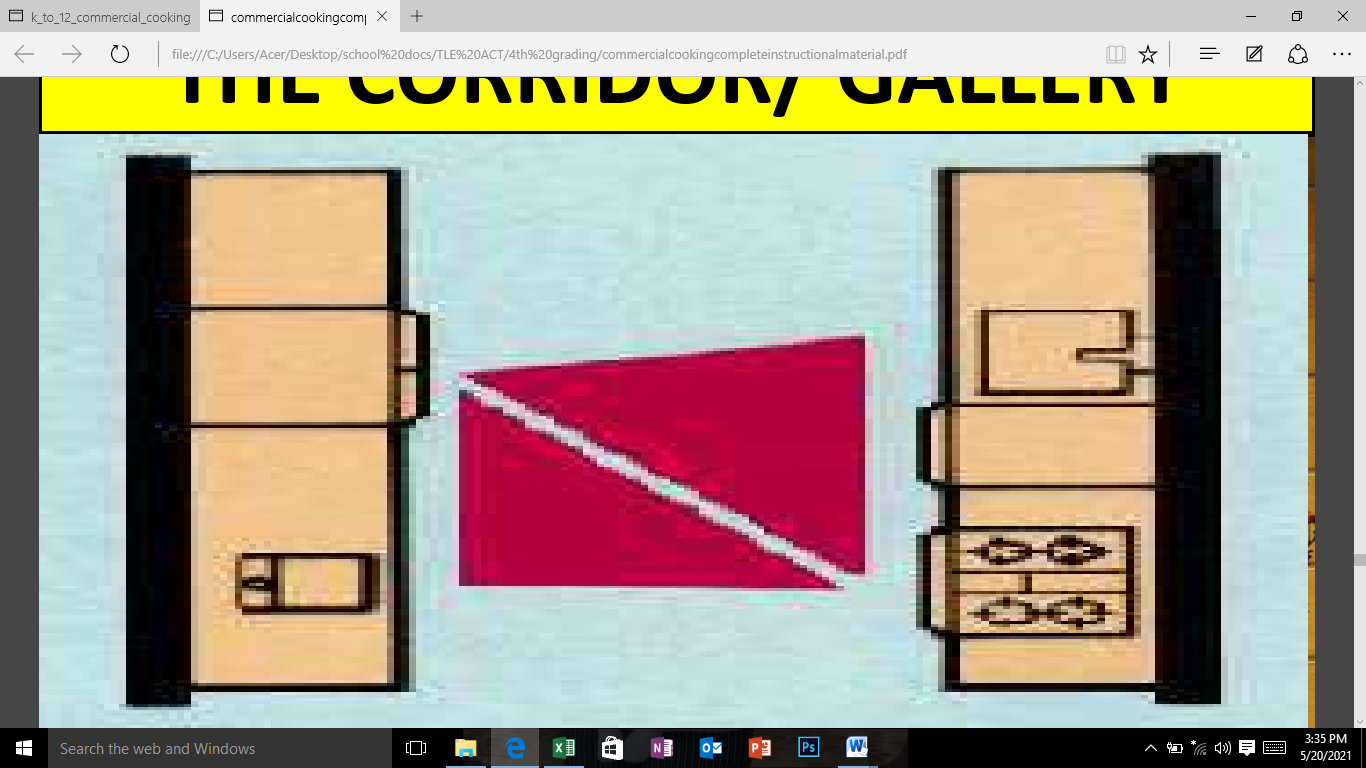 k_to_12_commercial_cooking
commercialcookingcomp
file:///C:/Users/Acer/Desktop/school%20docs/TLE%20ACT/4th%20grading/commercialcookingcompleteinstructionalmaterial.pdf
THE CORRIDOR/ GALLERY
Search the web and Windows
3:35 PM
5/20/2021